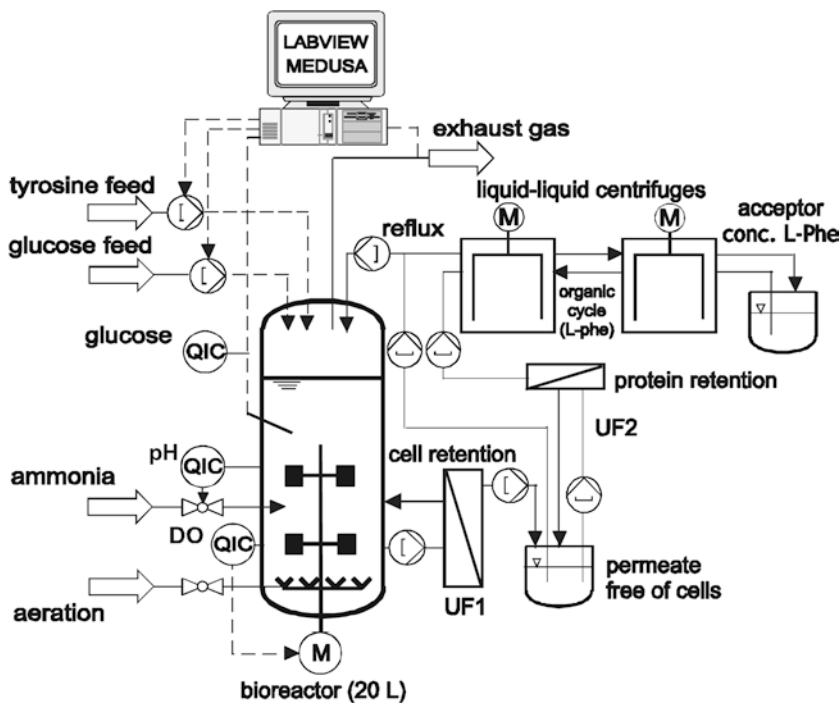 LABVIEW
MEDUSA
exhaust gas
tyrosine feed
glucose feed
liquid-liquid centrifuges
M
M
acceptor
conc. L-Phe
reflux
organic
cycle
(L-phe)
glucose
QIC
protein retention
UF2
pH
QIC
cell retention
ammonia
DO
QIC
aeration
UF1
permeate
free of cells
M
bioreactor (20 L)